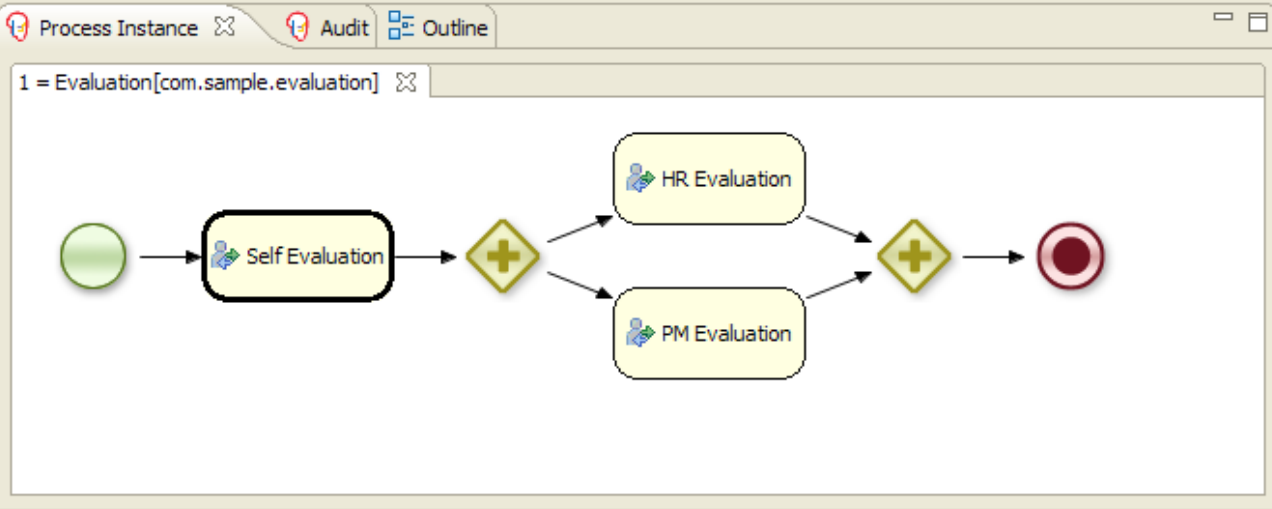 Process Instance
Audit
Outline
1 = Evaluation[com.sample.evaluation]
HR Evaluation
Self Evaluation
PM Evaluation